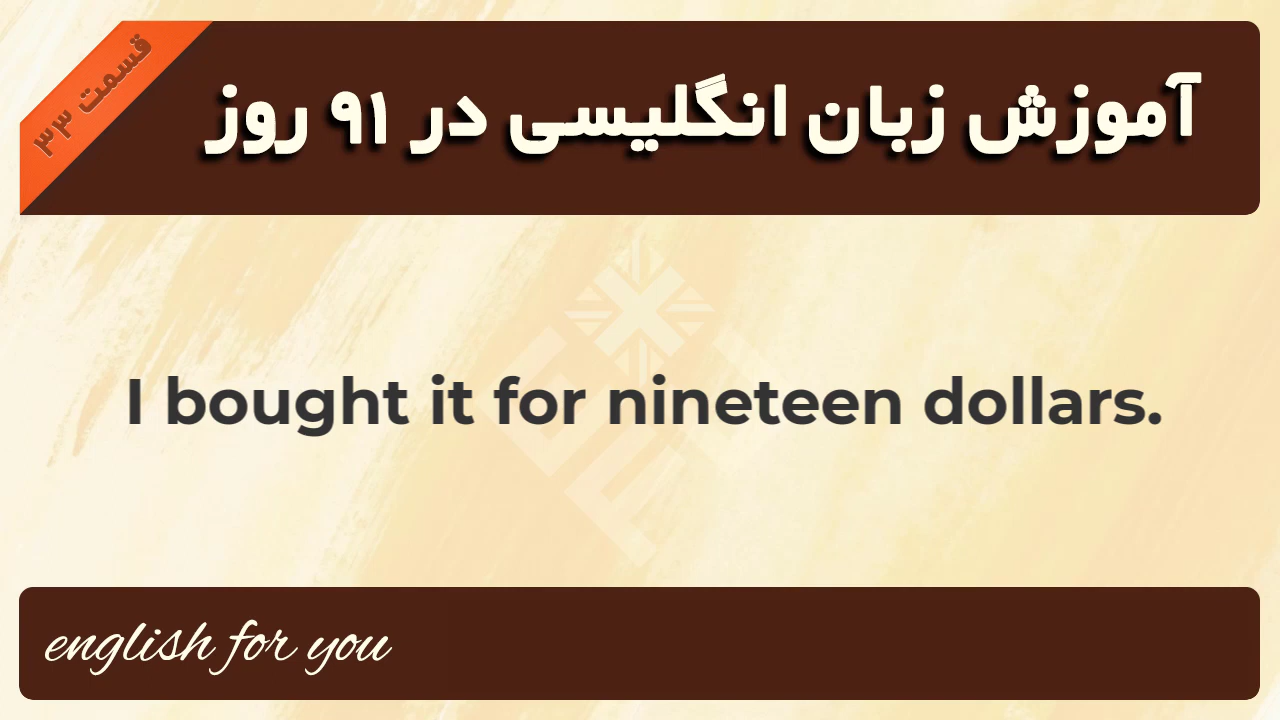 قسمت ۳۳
آموزش زبان انگلیسی در ۹۱ روز
I bought it for nineteen dollars.
english for you